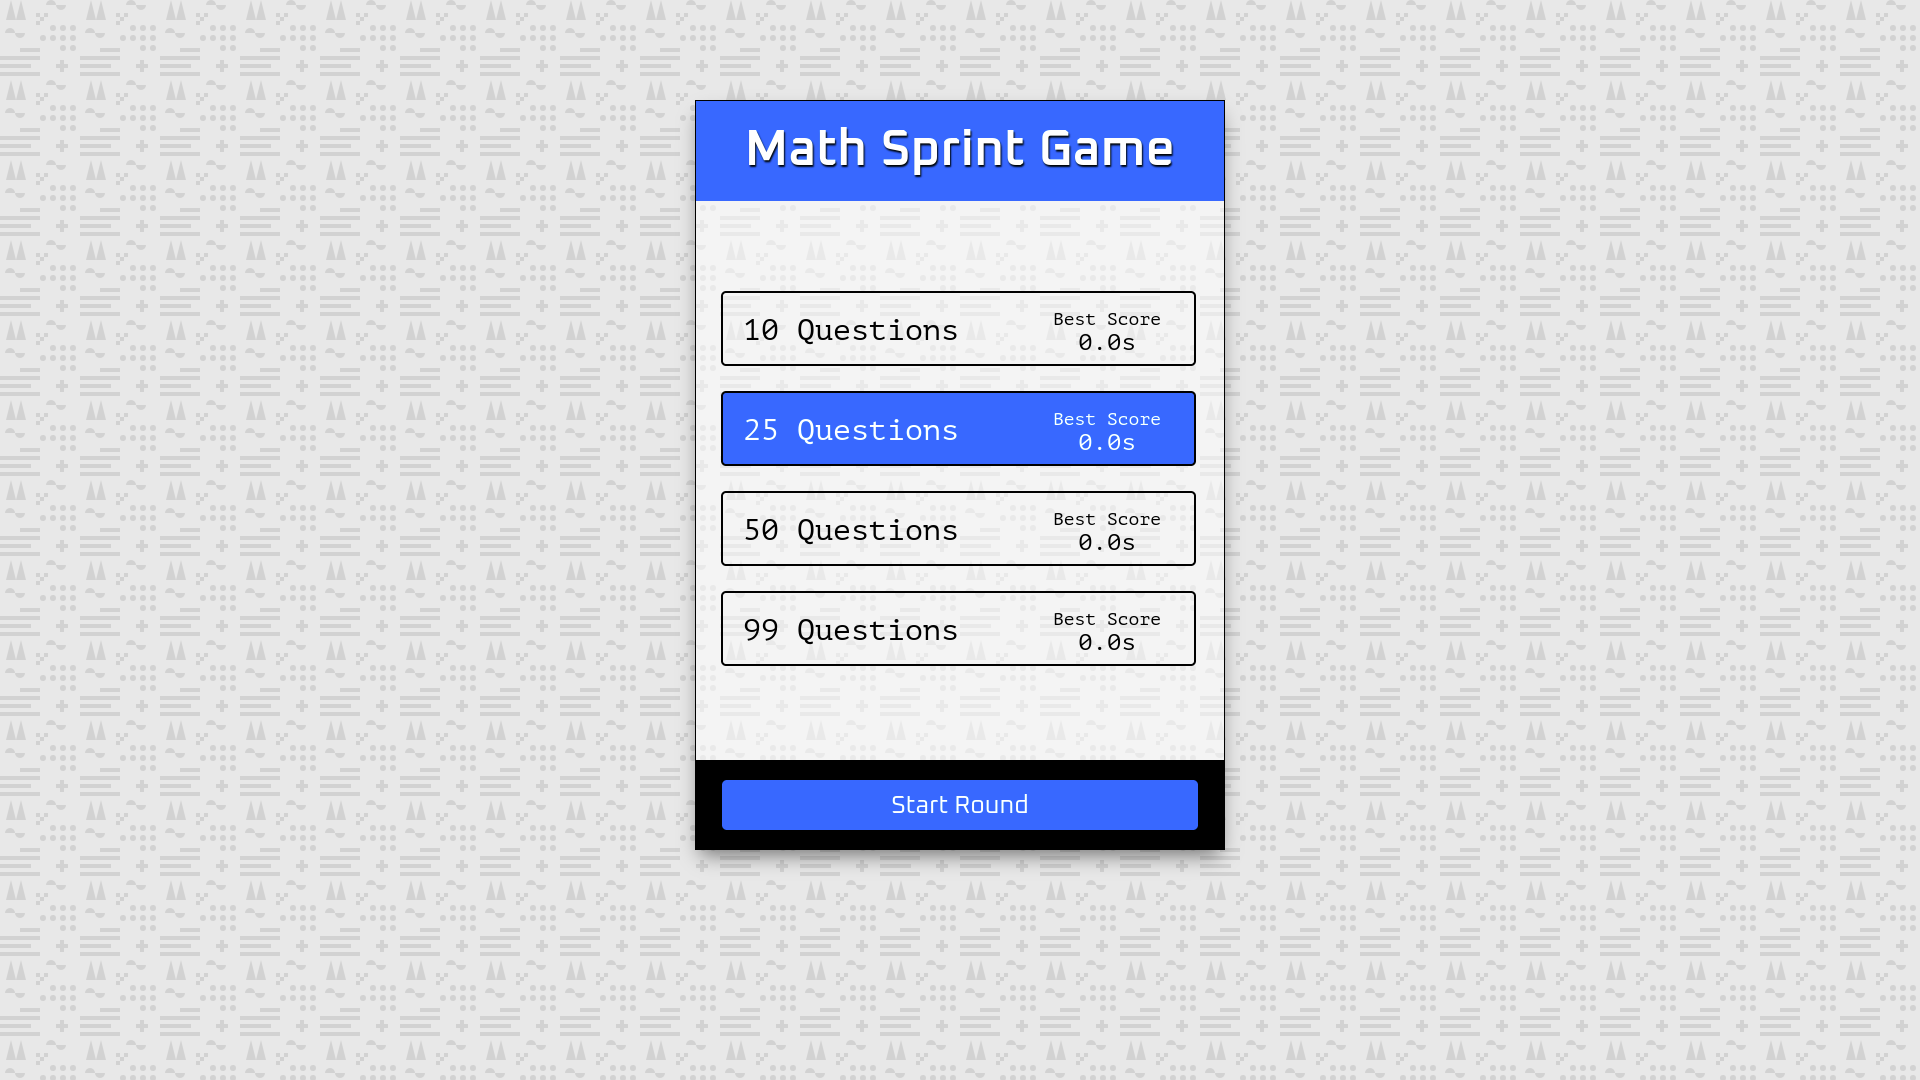 Math Sprint Game
10 Questions
Best Score
0.0s
25 Questions
Best Score
0.0s
50 Questions
Best Score
0.0s
99 Questions
Best Score
0.0s
Start Round